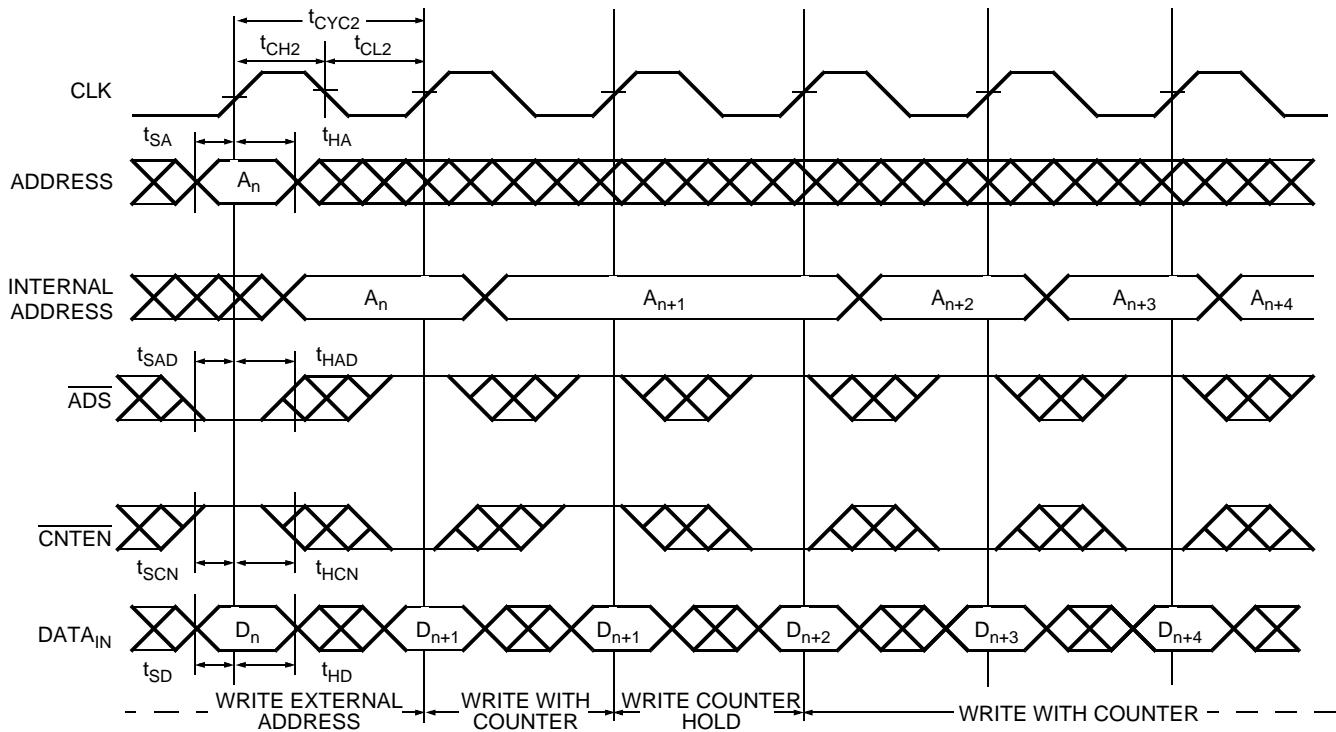 tCYC2
tCH2 tCL2
CLK
tSA tHA
ADDRESS An
INTERNAL
ADDRESS
An An+1 An+2 An+3 An+4
tSAD tHAD
ADS
CNTEN
tSCN tHCN
DATAIN Dn Dn+1 Dn+1 Dn+2 Dn+3 Dn+4
tSD tHD
WRITE EXTERNAL
ADDRESS
WRITE WITH
COUNTER
WRITE COUNTER
HOLD
WRITE WITH COUNTER